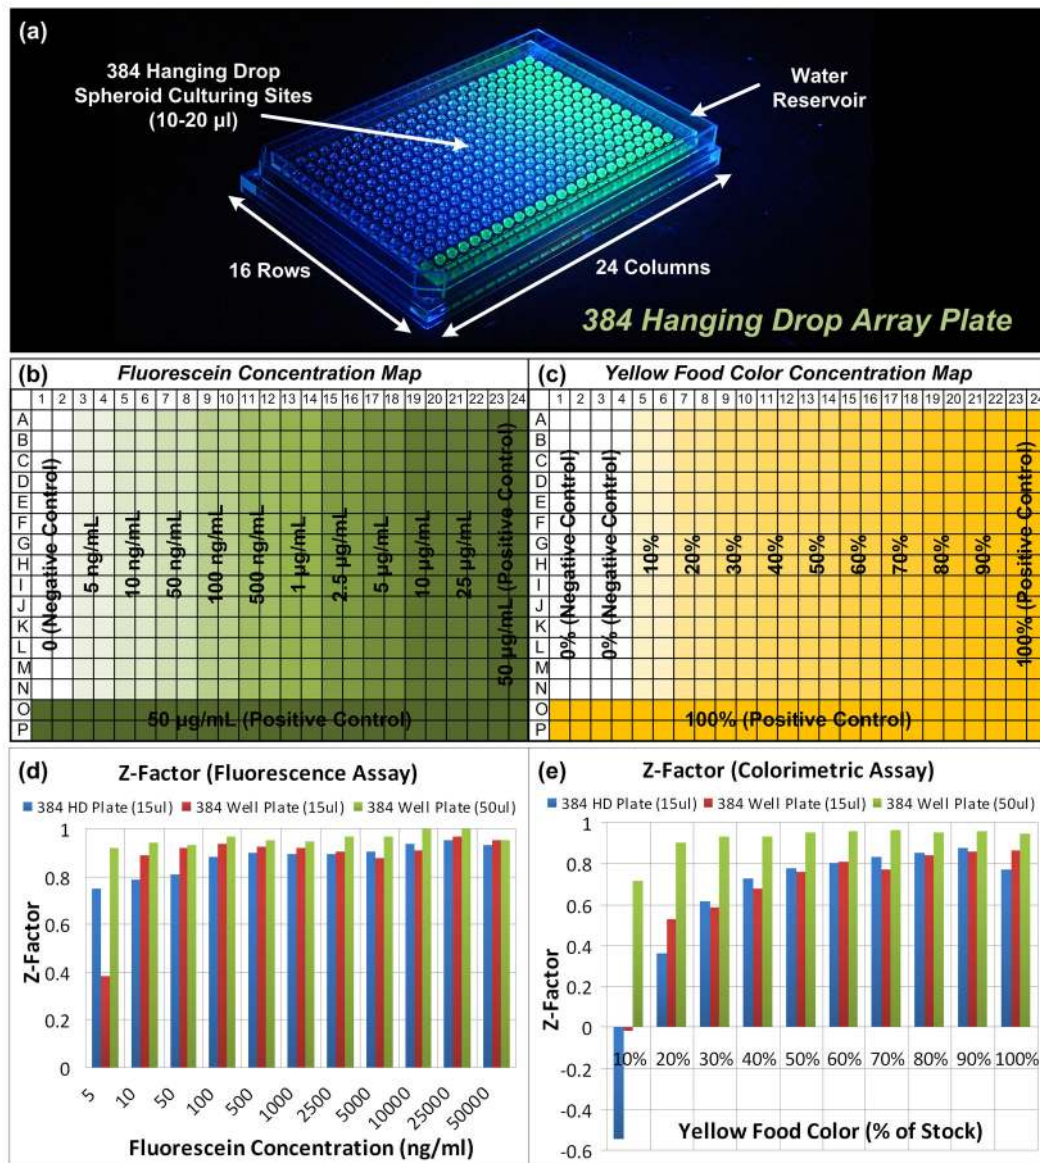 (a)
384 Hanging Drop
Spheroid Culturing Sites
(10-20 µl)
Water
Reservoir
16 Rows
24 Columns
384 Hanging Drop Array Plate
(b) Fluorescein Concentration Map
1 2 3 4 5 6 7 8 9 10 11 12 13 14 15 16 17 18 19 20 21 22 23 24
A
B
C
D
E
F
G
H
I
J
K
L
M
N
O
P
0 (Negative Control)
5 ng/mL
10 ng/mL
50 ng/mL
100 ng/mL
500 ng/mL
1 µg/mL
2.5 µg/mL
5 µg/mL
10 µg/mL
25 µg/mL
50 µg/mL (Positive Control)
50 µg/mL (Positive Control)
(c) Yellow Food Color Concentration Map
1 2 3 4 5 6 7 8 9 10 11 12 13 14 15 16 17 18 19 20 21 22 23 24
A
B
C
D
E
F
G
H
I
J
K
L
M
N
O
P
0% (Negative Control)
0% (Negative Control)
10%
20%
30%
40%
50%
60%
70%
80%
90%
100% (Positive Control)
100% (Positive Control)
(d) Z-Factor (Fluorescence Assay)
384 HD Plate (15ul) 384 Well Plate (15ul) 384 Well Plate (50ul)
1
0.8
0.6
0.4
0.2
0
Z-Factor
5 10 50 100 500 1000 2500 5000 10000 25000 50000
Fluorescein Concentration (ng/ml)
(e) Z-Factor (Colorimetric Assay)
384 HD Plate (15ul) 384 Well Plate (15ul) 384 Well Plate (50ul)
1
0.8
0.6
0.4
0.2
0
-0.2
-0.4
-0.6
Z-Factor
10% 20% 30% 40% 50% 60% 70% 80% 90% 100%
Yellow Food Color (% of Stock)